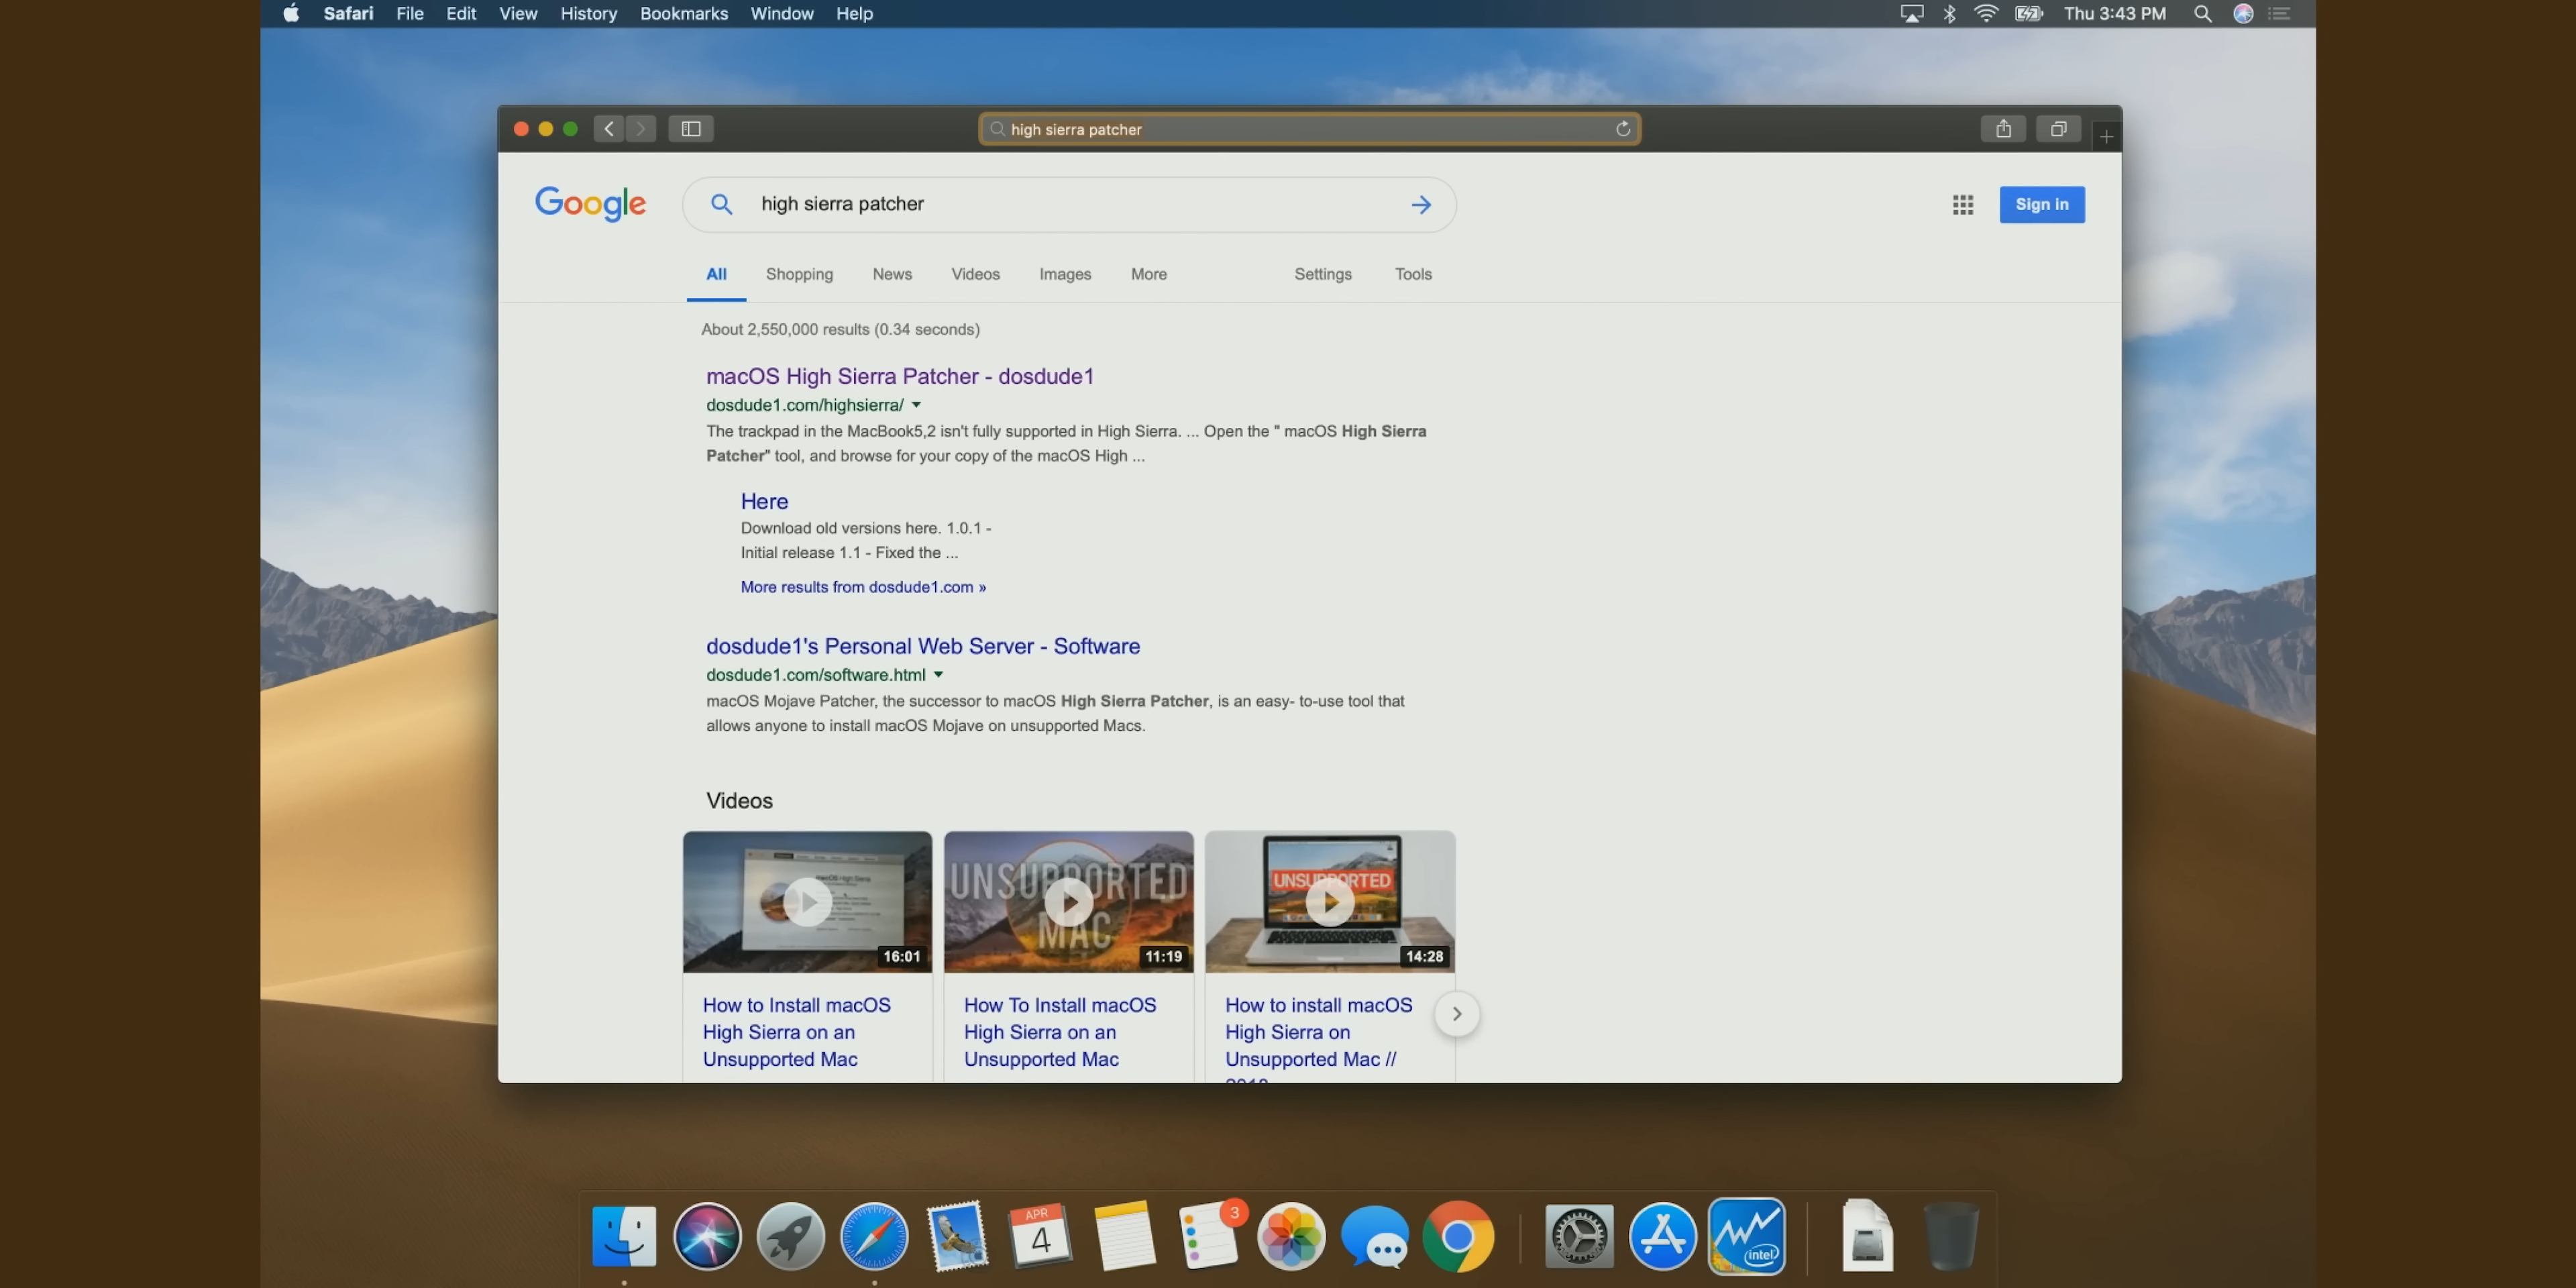 Safari File Edit View History Bookmarks Window Help Thu 3:43 PM
high sierra patcher
Google high sierra patcher Sign in
All Shopping News Videos Images More Settings Tools
About 2,550,000 results (0.34 seconds)
macOS High Sierra Patcher - dosdude1
dosdude1.com/highsierra/
The trackpad in the MacBook5,2 isn't fully supported in High Sierra. ... Open the " macOS High Sierra
Patcher" tool, and browse for your copy of the macOS High ...
Here
Download old versions here. 1.0.1 -
Initial release 1.1 - Fixed the ...
More results from dosdude1.com »
dosdude1's Personal Web Server - Software
dosdude1.com/software.html
macOS Mojave Patcher, the successor to macOS High Sierra Patcher, is an easy- to-use tool that
allows anyone to install macOS Mojave on unsupported Macs.
Videos
macOS High Sierra
16:01
UNSUPPORTED
MAC
11:19
UNSUPPORTED
14:28
How to Install macOS
High Sierra on an
Unsupported Mac
How To Install macOS
High Sierra on an
Unsupported Mac
How to install macOS
High Sierra on
Unsupported Mac //
APR
4
3
intel